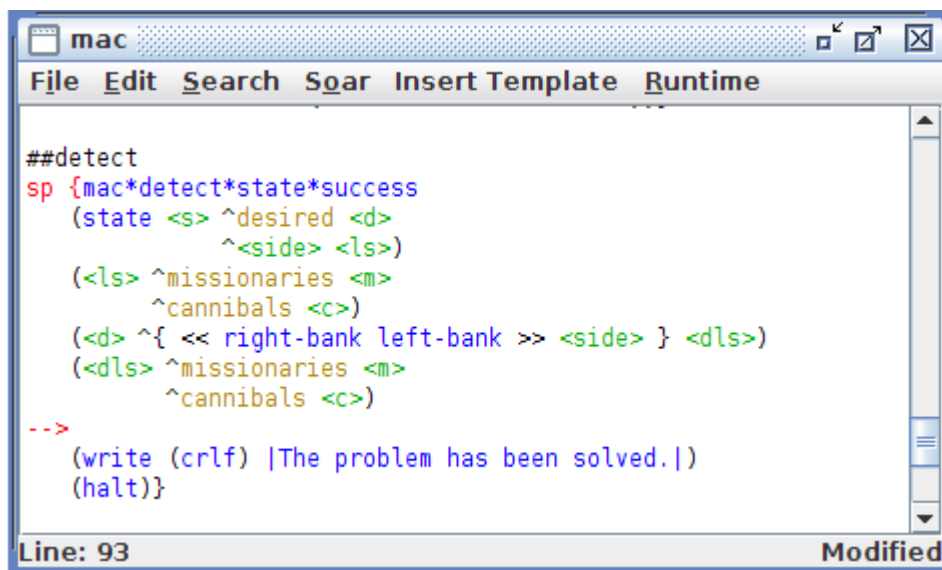 mac
File Edit Search Soar Insert Template Runtime
##detect
sp {mac*detect*state*success
   (state <s> ^desired <d>
              ^<side> <ls>)
   (<ls> ^missionaries <m>
         ^cannibals <c>)
   (<d> ^{ << right-bank left-bank >> <side> } <dls>)
   (<dls> ^missionaries <m>
          ^cannibals <c>)
-->
   (write (crlf) |The problem has been solved.|)
   (halt)}
Line: 93 Modified